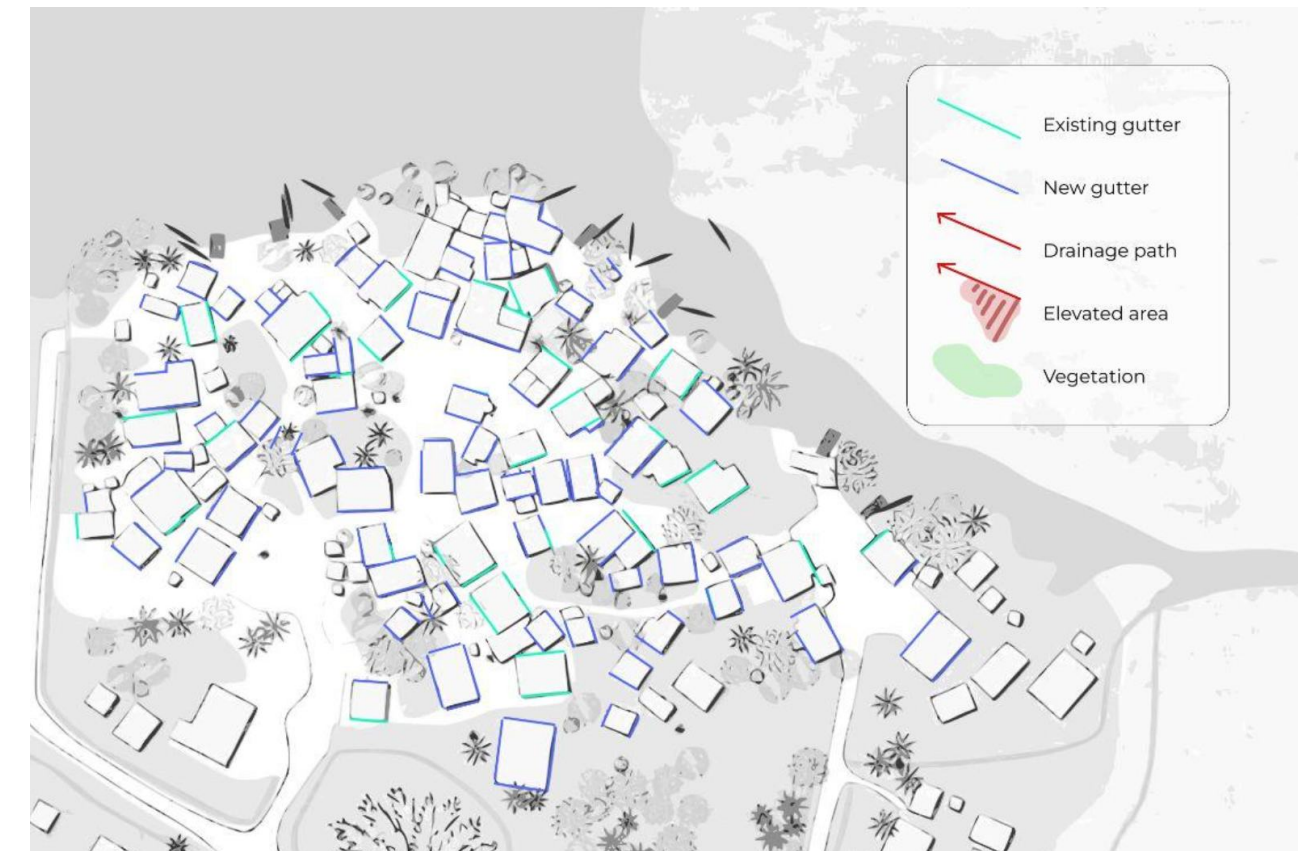 Existing gutter
New gutter
Drainage path
Elevated area
Vegetation